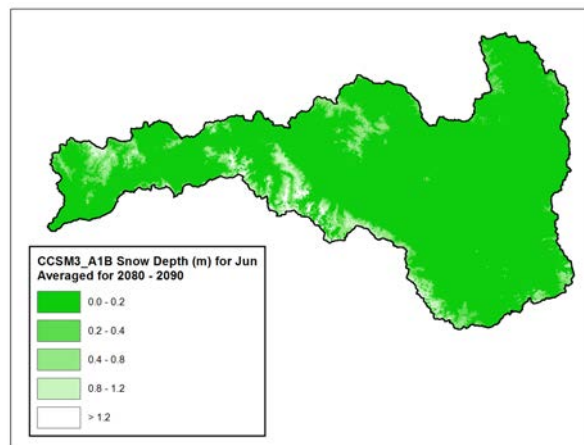 CCSM3_A1B Snow Depth (m) for Jun
Averaged for 2080 - 2090
0.0 - 0.2
0.2 - 0.4
0.4 - 0.8
0.8 - 1.2
> 1.2